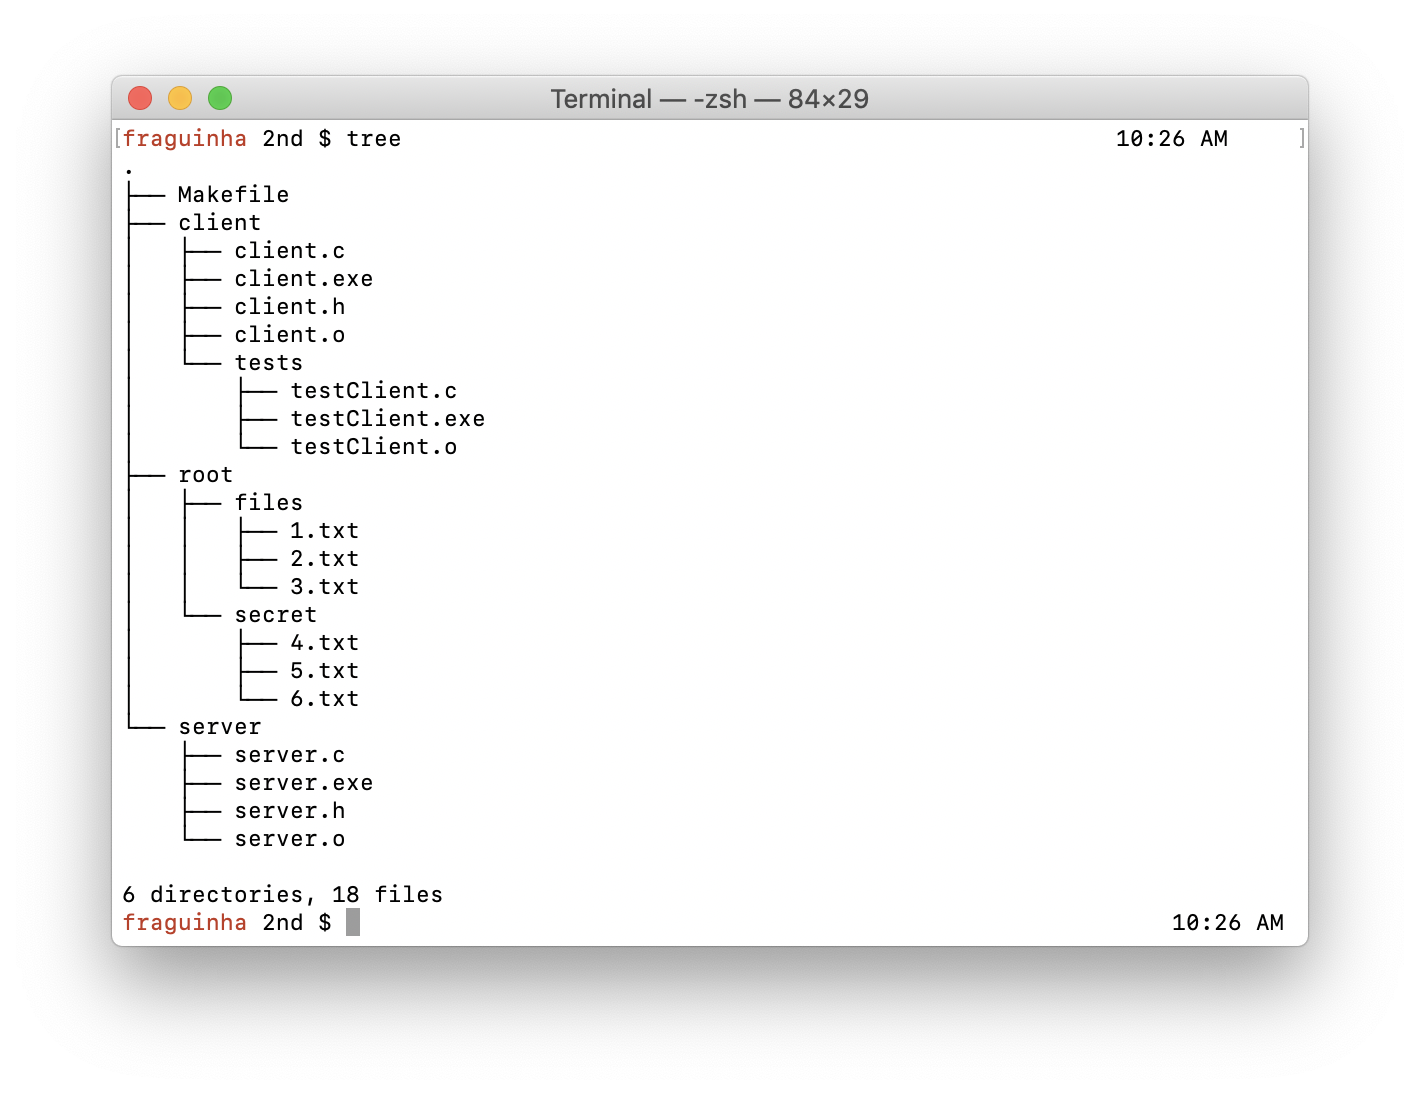 Terminal — -zsh — 84×29
[fraguinha 2nd $ tree 10:26 AM ]
.
├── Makefile
├── client
│   ├── client.c
│   ├── client.exe
│   ├── client.h
│   ├── client.o
│   └── tests
│       ├── testClient.c
│       ├── testClient.exe
│       └── testClient.o
├── root
│   ├── files
│   │   ├── 1.txt
│   │   ├── 2.txt
│   │   └── 3.txt
│   └── secret
│       ├── 4.txt
│       ├── 5.txt
│       └── 6.txt
└── server
    ├── server.c
    ├── server.exe
    ├── server.h
    └── server.o
6 directories, 18 files
fraguinha 2nd $ 10:26 AM